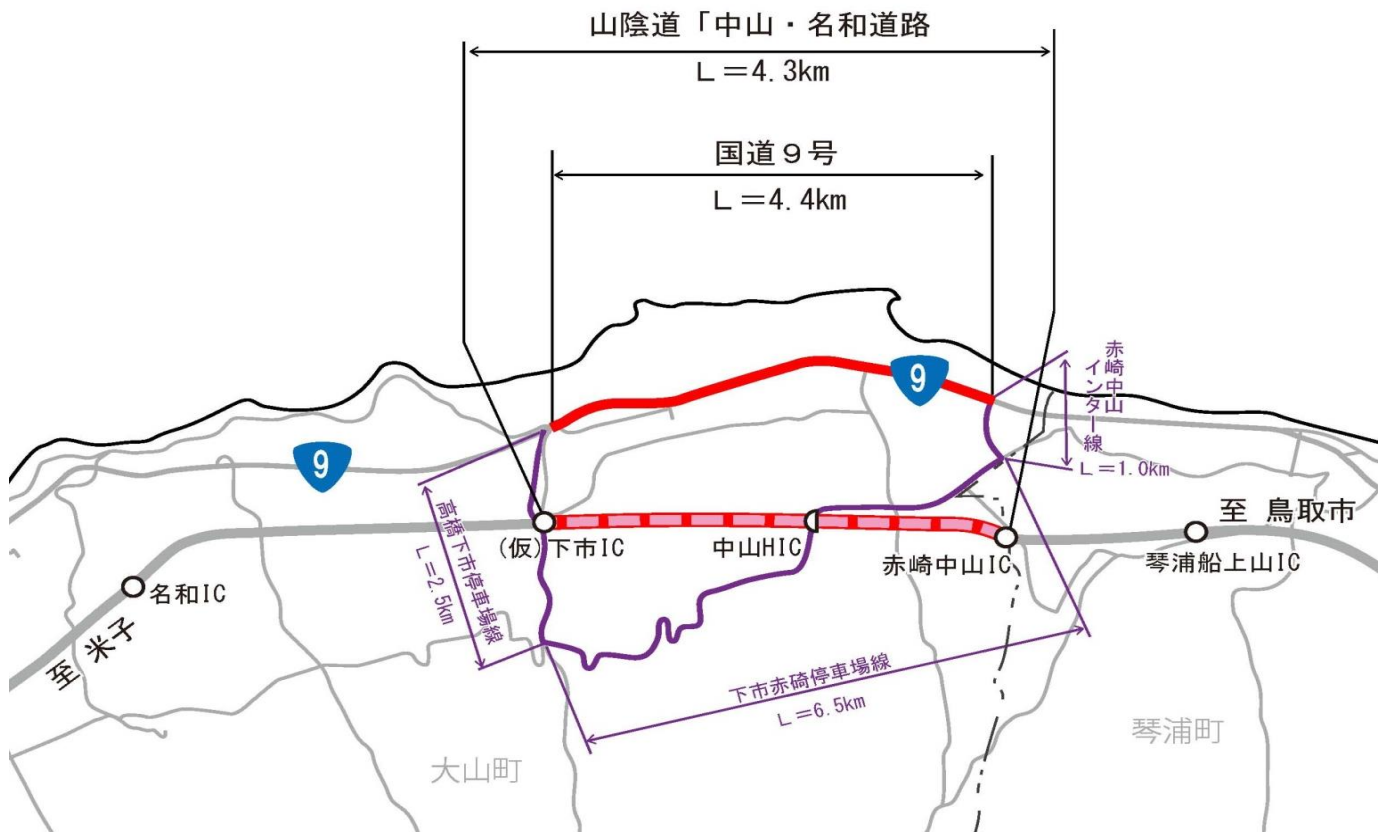 山陰道「中山・名和道路
L=4.3km
国道9号
L=4.4km
9
9
赤崎中山
インター線
L=1.0km
高橋下市停車場線
L=2.5km
(仮)下市IC
中山HIC
赤崎中山IC
至 鳥取市
琴浦船上山IC
名和IC
至 米子
下市赤碕停車場線
L=6.5km
大山町
琴浦町